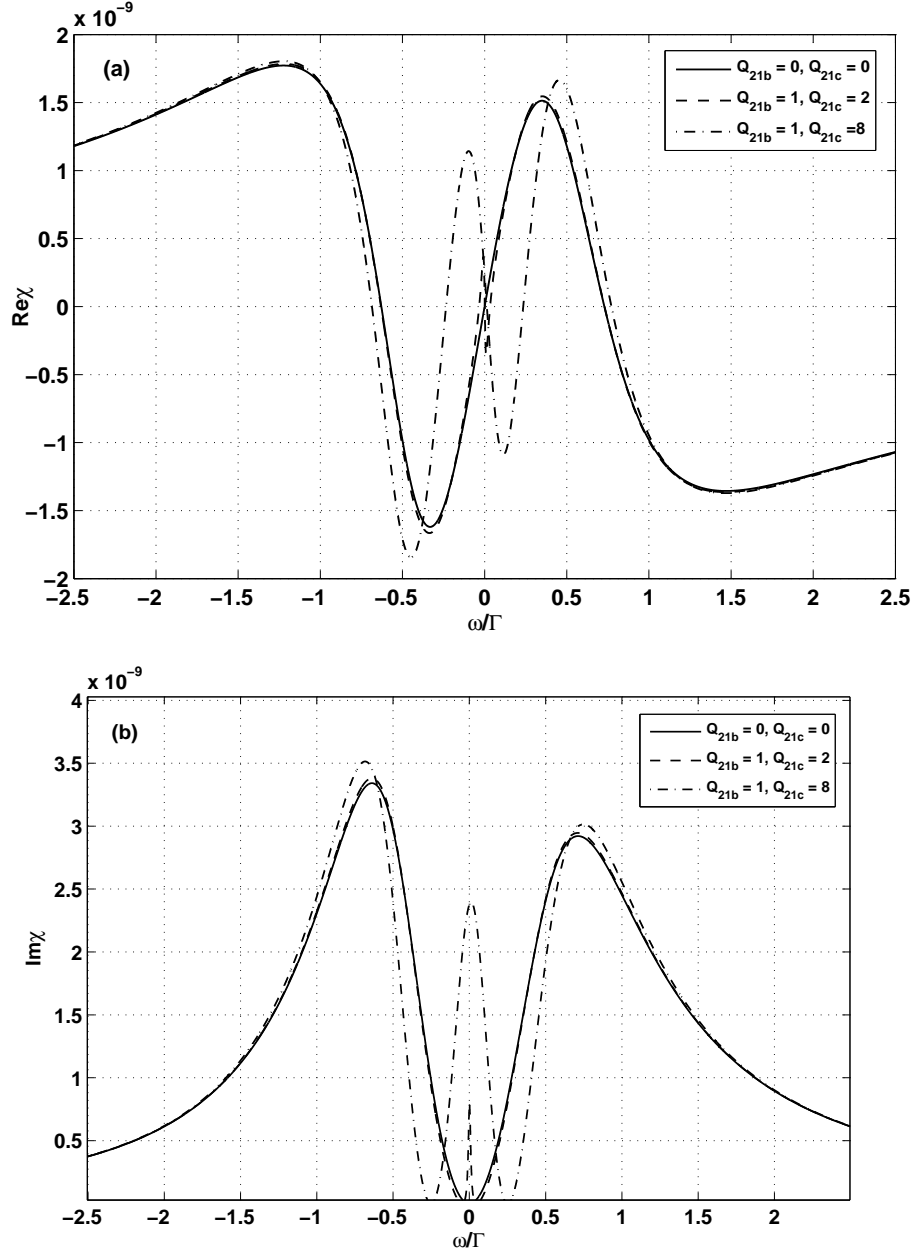 x 10⁻⁹
2
1.5
1
0.5
0
−0.5
−1
−1.5
−2
Reχ
(a)
Q21b = 0, Q21c = 0
Q21b = 1, Q21c = 2
Q21b = 1, Q21c =8
−2.5 −2 −1.5 −1 −0.5 0 0.5 1 1.5 2 2.5
ω/Γ
x 10⁻⁹
4
3.5
3
2.5
2
1.5
1
0.5
Imχ
(b)
Q21b = 0, Q21c = 0
Q21b = 1, Q21c = 2
Q21b = 1, Q21c = 8
−2.5 −2 −1.5 −1 −0.5 0 0.5 1 1.5 2
ω/Γ